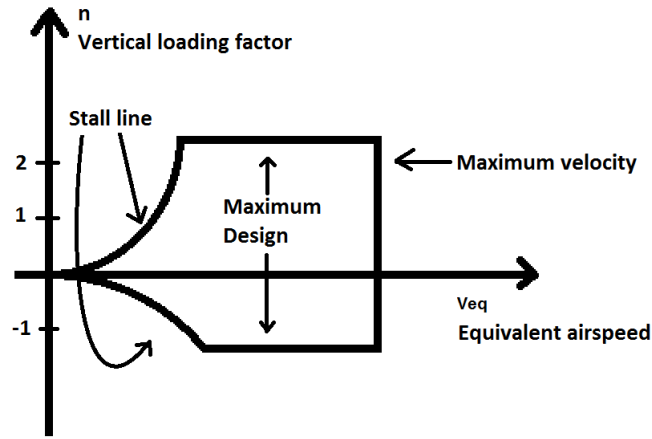 n
Vertical loading factor
Stall line
2
Maximum velocity
1
Maximum
Design
Veq
-1
Equivalent airspeed